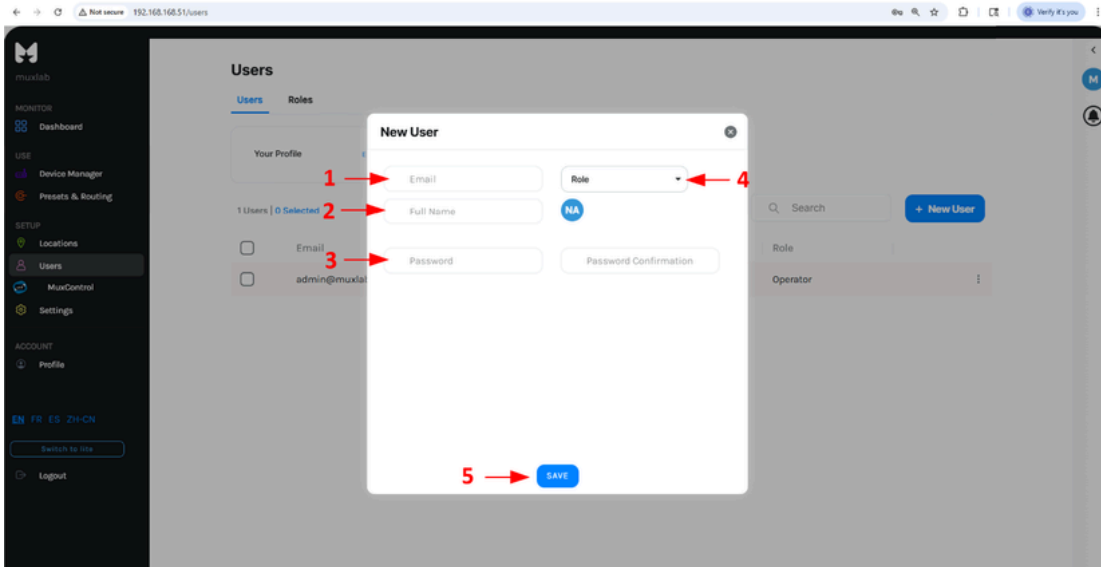 Not secure 192.168.168.51/users
Verify it's you
muxlab
MONITOR
Dashboard
USE
Device Manager
Presets & Routing
SETUP
Locations
Users
MuxControl
Settings
ACCOUNT
Profile
EN FR ES ZH-CN
Switch to lite
Logout
Users
Users Roles
Your Profile
1 Users | 0 Selected
Email
admin@muxlab
New User
1 Email
Role 4
2 Full Name
NA
3 Password
Password Confirmation
5 SAVE
Search
+ New User
Role
Operator
M